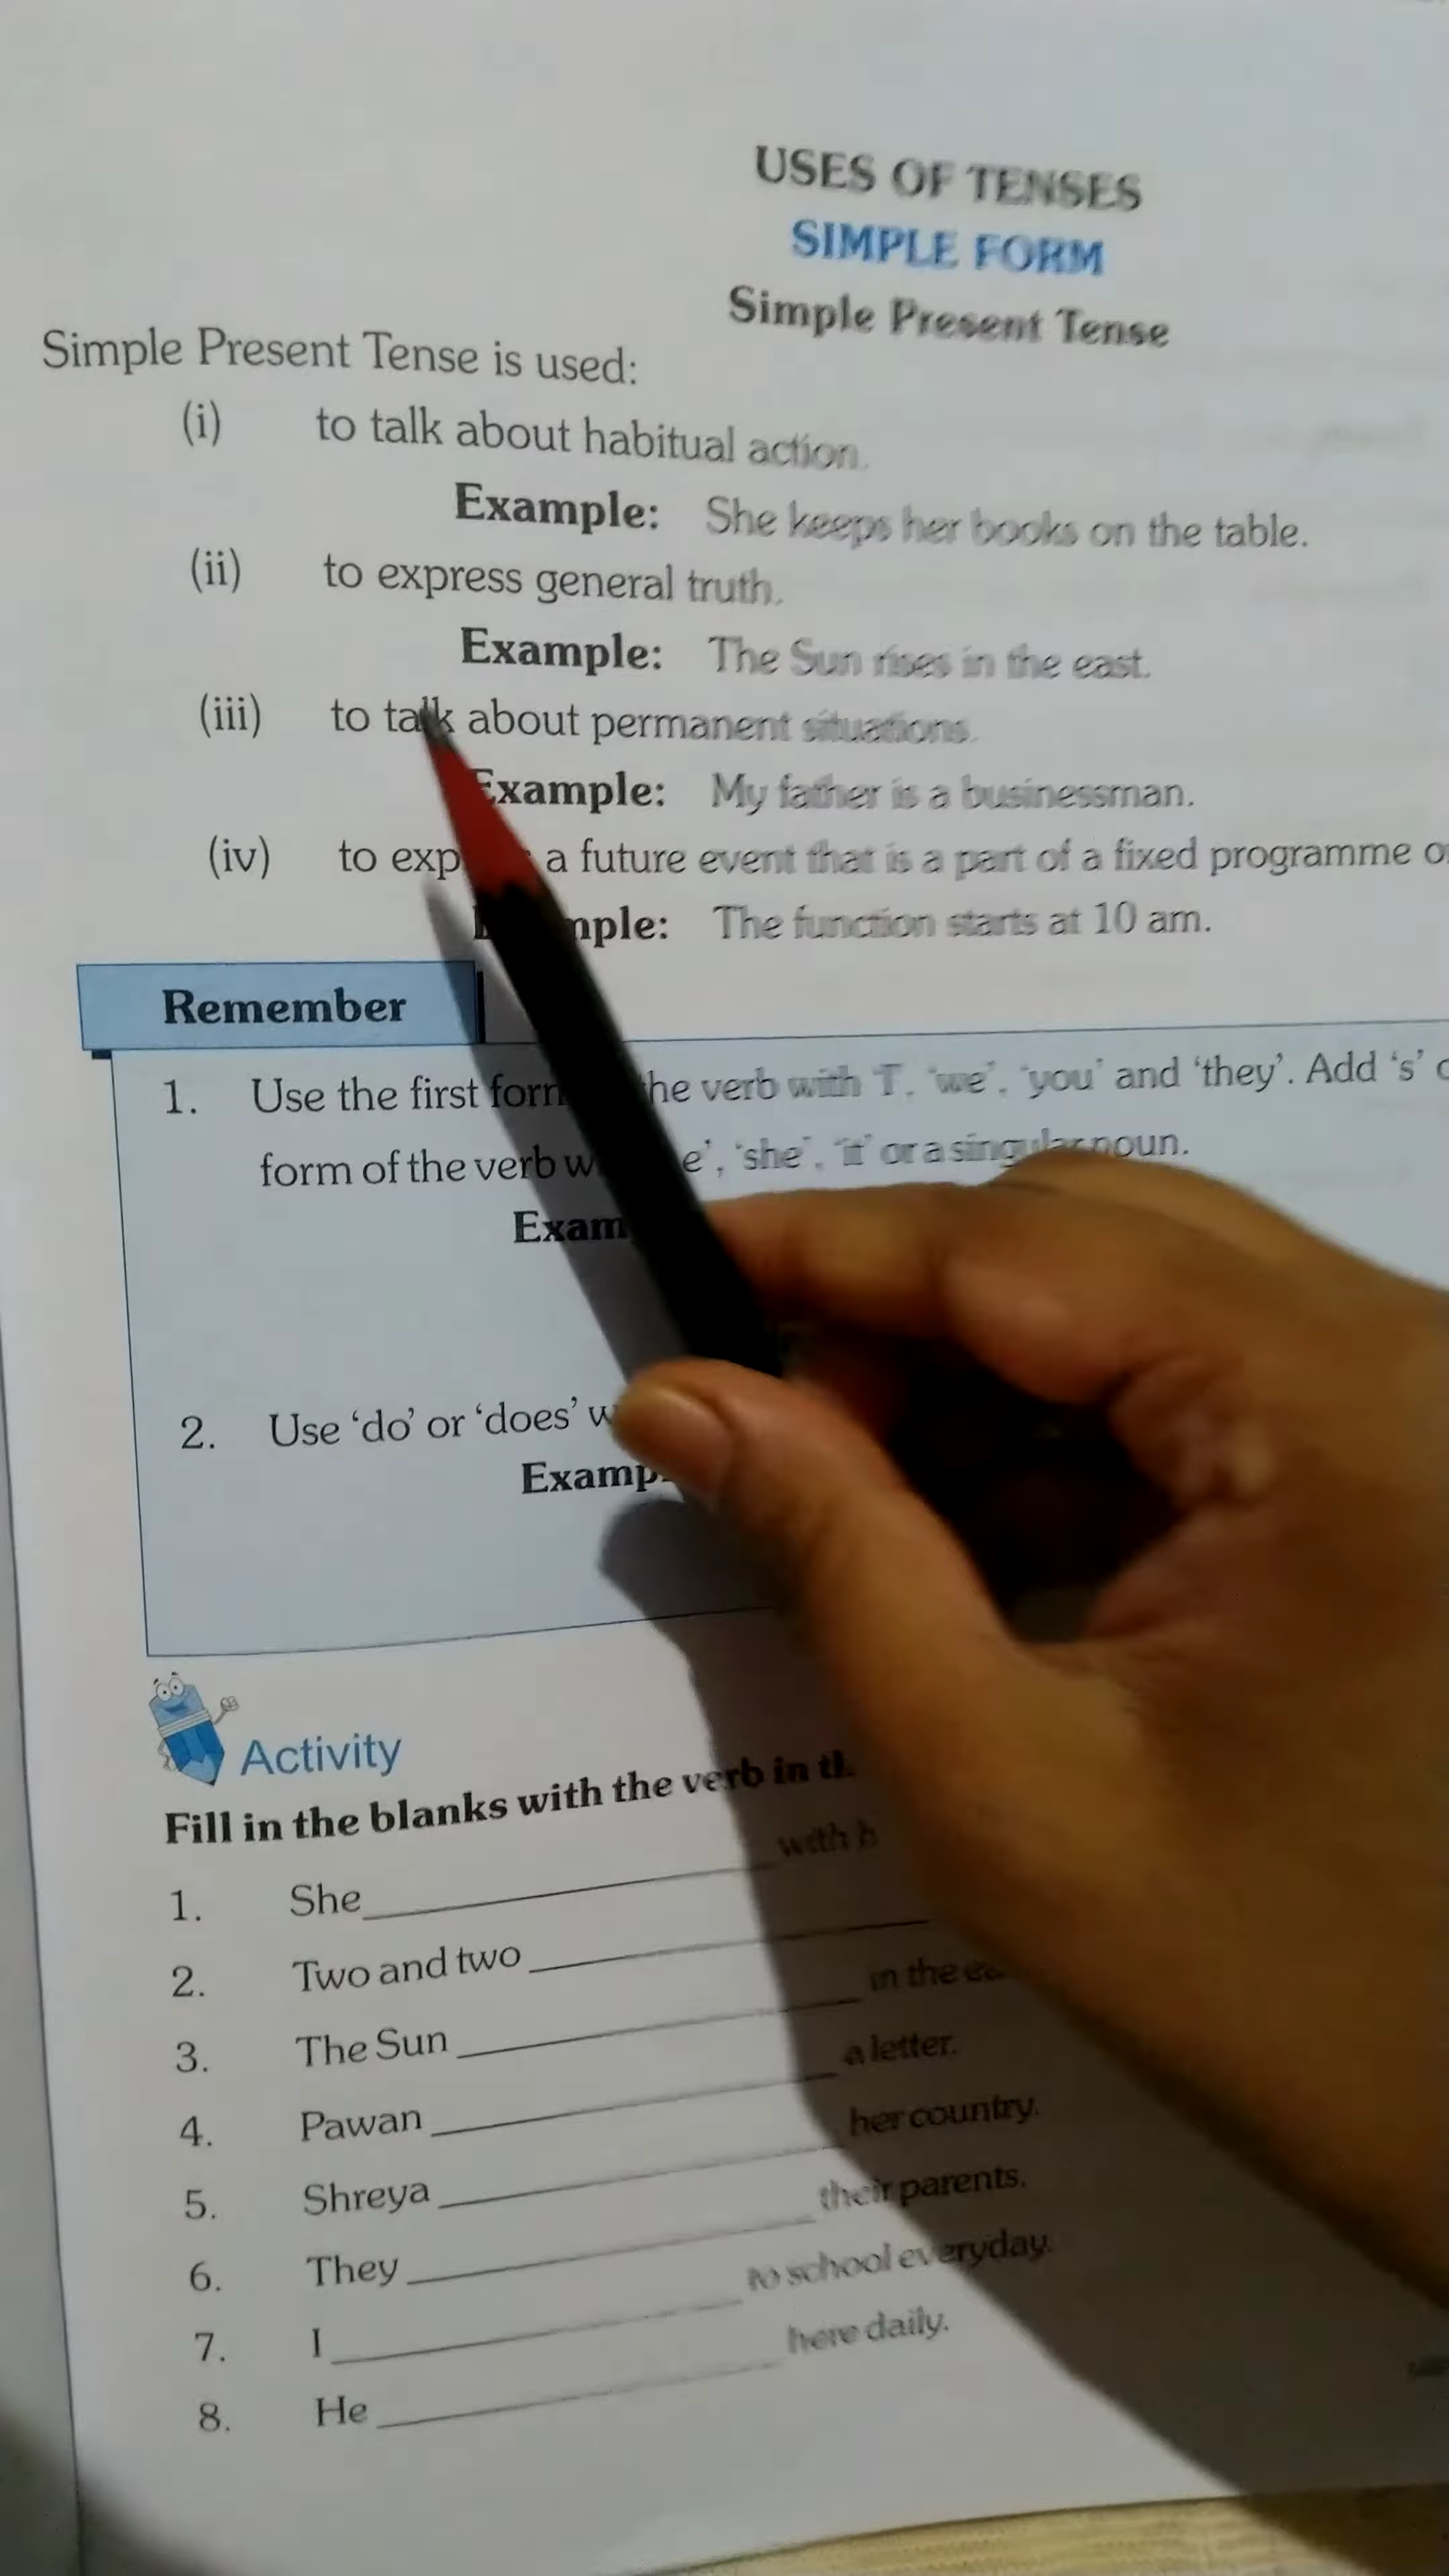 USES OF TENSES
SIMPLE FORM
Simple Present Tense
Simple Present Tense is used:
(i) to talk about habitual action.
Example: She keeps her books on the table.
(ii) to express general truth.
Example: The Sun rises in the east.
(iii) to talk about permanent situations.
Example: My father is a businessman.
(iv) to exp a future event that is a part of a fixed programme
mple: The function starts at 10 am.
Remember
1. Use the first form he verb with 'I', 'we', 'you' and 'they'. Add 's'
form of the verb w e', 'she', 'it' or a singular noun.
Exam
2. Use 'do' or 'does' w
Examp
Activity
Fill in the blanks with the verb in
1. She with
2. Two and two
3. The Sun in the
4. Pawan a letter.
5. Shreya her country.
6. They their parents.
7. I to school everyday.
8. He here daily.